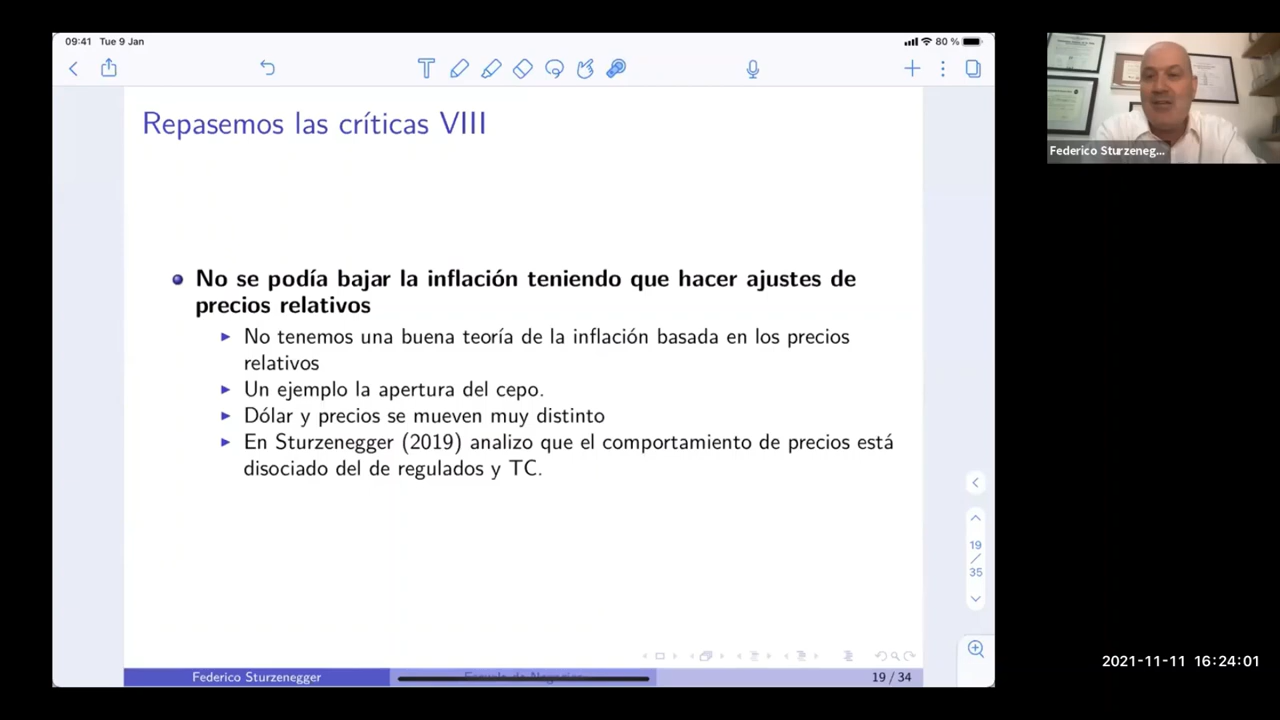 09:41 Tue 9 Jan
80 %
Repasemos las críticas VIII
No se podía bajar la inflación teniendo que hacer ajustes de
precios relativos
No tenemos una buena teoría de la inflación basada en los precios
relativos
Un ejemplo la apertura del cepo.
Dólar y precios se mueven muy distinto
En Sturzenegger (2019) analizo que el comportamiento de precios está
disociado del de regulados y TC.
19
/
35
Federico Sturzenegger
Escuela de Negocios
19 / 34
Federico Sturzeneg...
2021-11-11 16:24:01